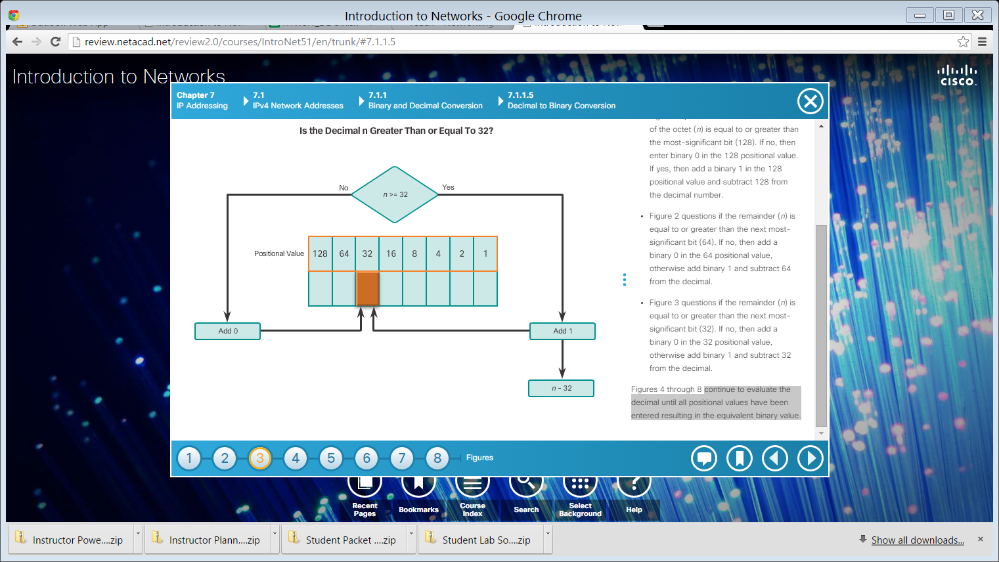 Introduction to Networks - Google Chrome
review.netacad.net/review2.0/courses/IntroNet51/en/trunk/#7.1.1.5
Introduction to Networks
CISCO.
Chapter 7
IP Addressing
7.1
IPv4 Network Addresses
7.1.1
Binary and Decimal Conversion
7.1.1.5
Decimal to Binary Conversion
Is the Decimal n Greater Than or Equal To 32?
No
n >= 32
Yes
Positional Value 128 64 32 16 8 4 2 1
Add 0
Add 1
n - 32
of the octet (n) is equal to or greater than
the most-significant bit (128). If no, then
enter binary 0 in the 128 positional value.
If yes, then add a binary 1 in the 128
positional value and subtract 128 from
the decimal number.
• Figure 2 questions if the remainder (n) is
equal to or greater than the next most-
significant bit (64). If no, then add a
binary 0 in the 64 positional value,
otherwise add binary 1 and subtract 64
from the decimal.
• Figure 3 questions if the remainder (n) is
equal to or greater than the next most-
significant bit (32). If no, then add a
binary 0 in the 32 positional value,
otherwise add binary 1 and subtract 32
from the decimal.
Figures 4 through 8 continue to evaluate the
decimal until all positional values have been
entered resulting in the equivalent binary value.
1 2 3 4 5 6 7 8 Figures
Recent
Pages
Bookmarks
Course
Index
Search
Select
Background
Help
Instructor Powe....zip
Instructor Plann....zip
Student Packet ....zip
Student Lab So....zip
Show all downloads...